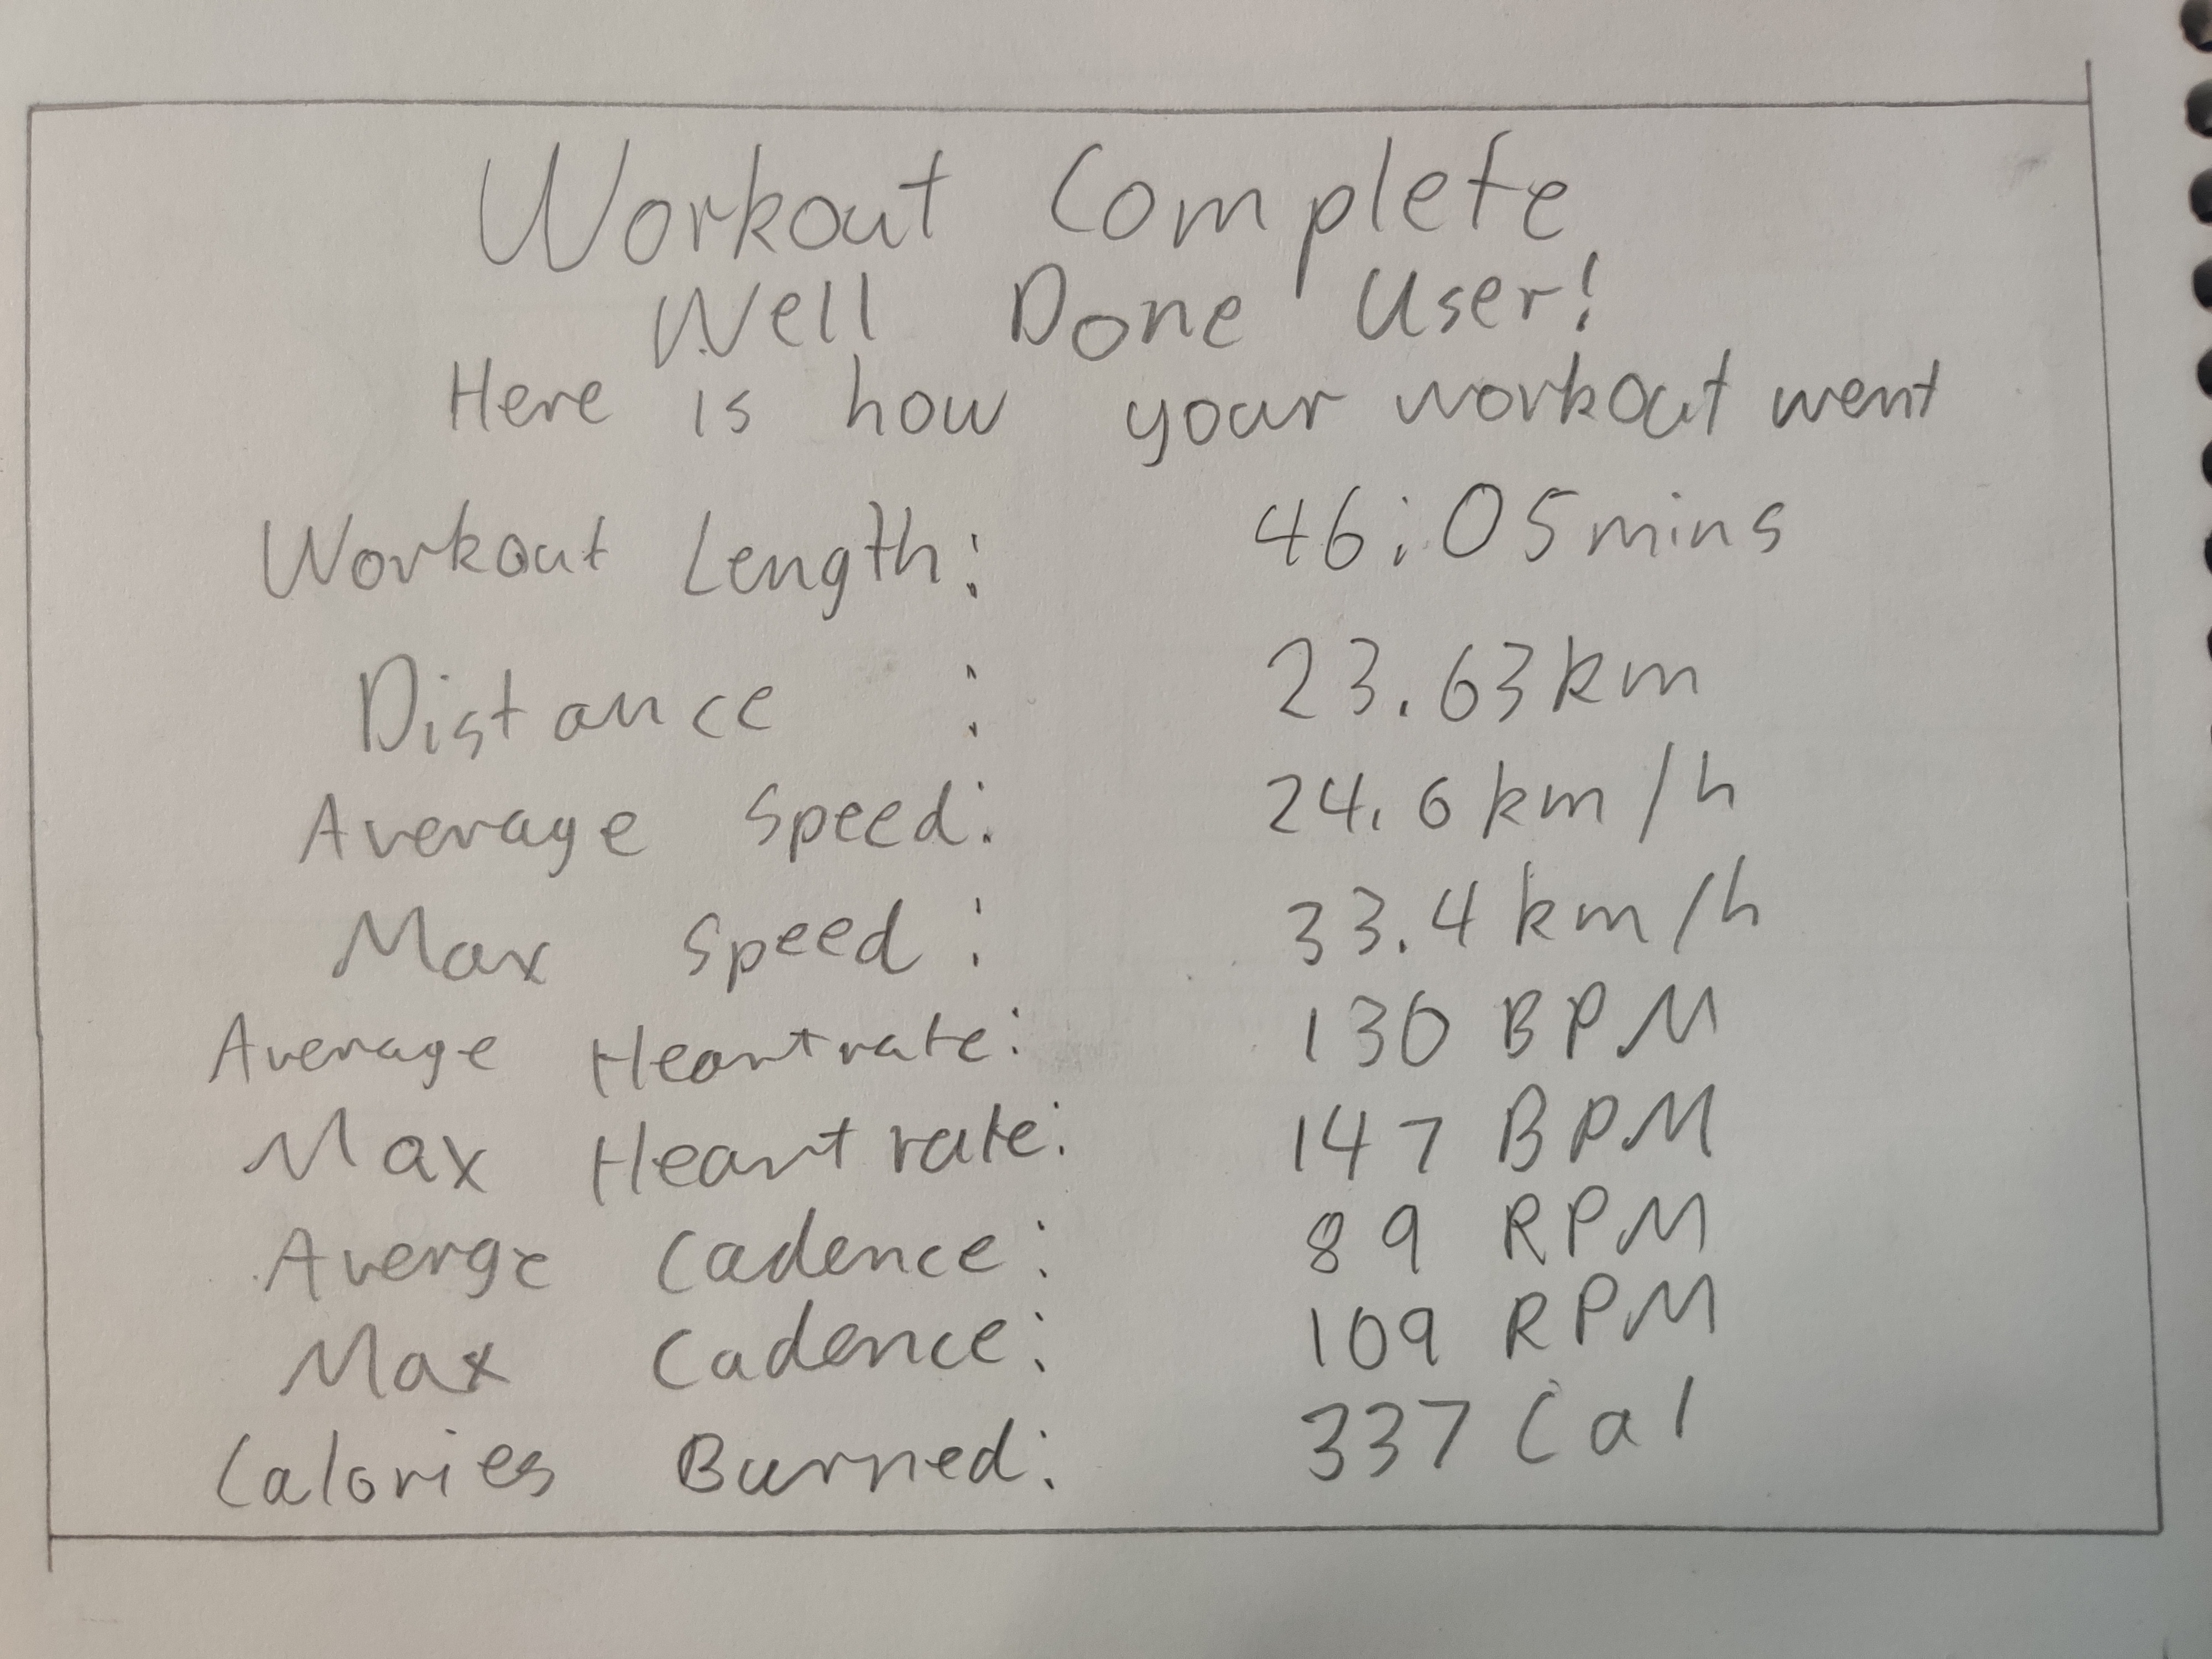 Workout Complete
Well Done User!
Here is how your workout went
Workout Length: 46:05mins
Distance : 23.63km
Average Speed: 24.6km/h
Max Speed: 33.4km/h
Average Heartrate: 130 BPM
Max Heartrate: 147 BPM
Averge Cadence: 89 RPM
Max Cadence: 109 RPM
Calories Burned: 337 Cal